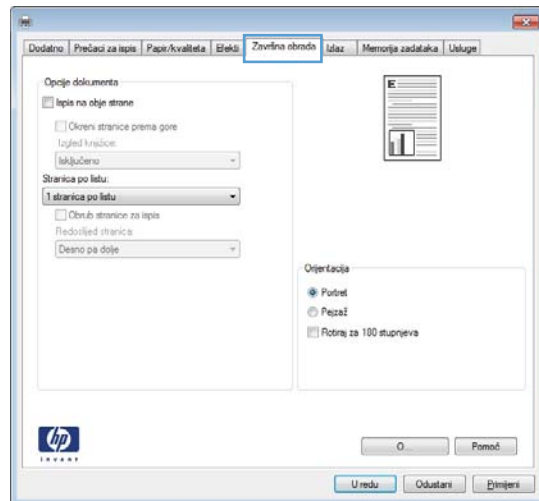 Dodatno Prečaci za ispis Papir/kvaliteta Efekti Završna obrada Izlaz Memorija zadataka Usluge
Opcije dokumenta
Ispis na obje strane
Okreni stranice prema gore
Izgled knjižice:
Isključeno
Stranica po listu:
1 stranica po listu
Obrub stranice za ispis
Redoslijed stranica:
Desno pa dolje
E
Orijentacija
Portret
Pejzaž
Rotiraj za 180 stupnjeva
hp
invent
O... Pomoć
U redu Odustani Primijeni